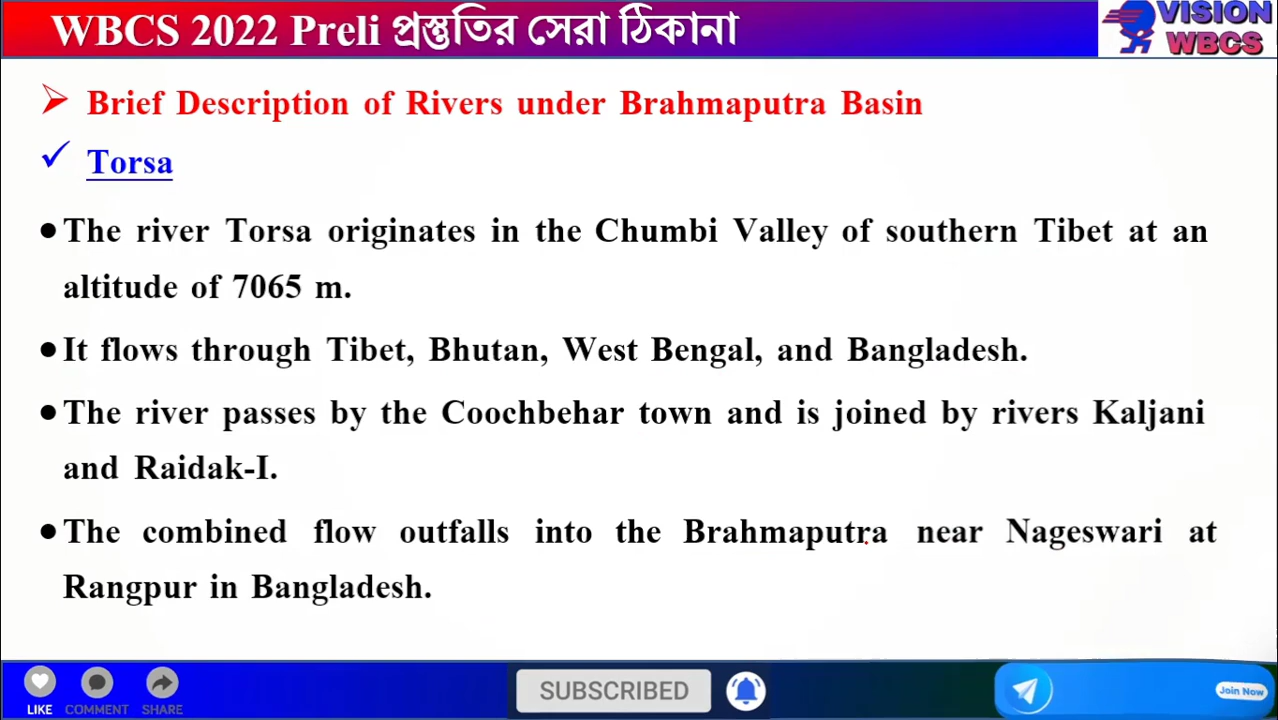 WBCS 2022 Preli প্রস্তুতির সেরা ঠিকানা
VISION
WBCS
Brief Description of Rivers under Brahmaputra Basin
Torsa
The river Torsa originates in the Chumbi Valley of southern Tibet at an
altitude of 7065 m.
It flows through Tibet, Bhutan, West Bengal, and Bangladesh.
The river passes by the Coochbehar town and is joined by rivers Kaljani
and Raidak-I.
The combined flow outfalls into the Brahmaputra near Nageswari at
Rangpur in Bangladesh.
LIKE COMMENT SHARE
SUBSCRIBED
Join Now